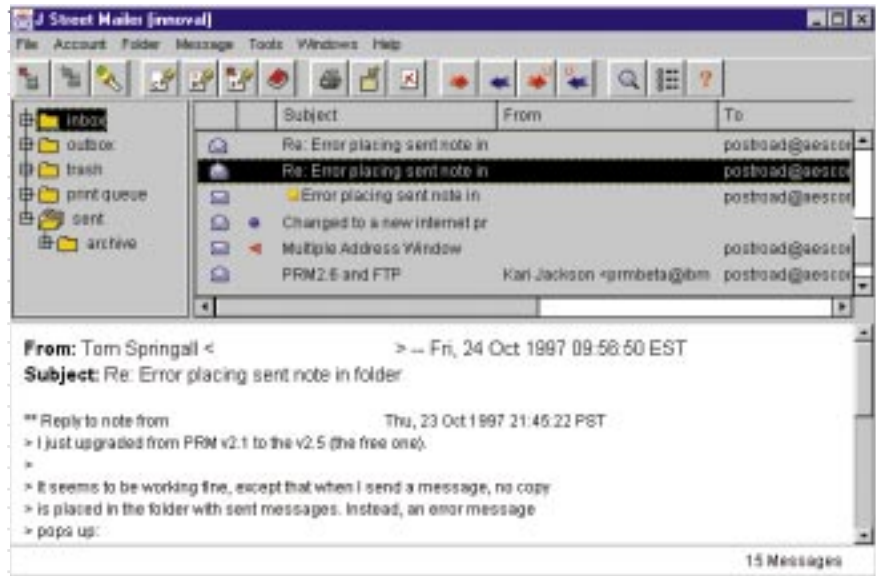 J Street Mailer [innoval]
File Account Folder Message Tools Windows Help
Subject From To
inbox
outbox
trash
print queue
sent
archive
Re: Error placing sent note in postroad@aescor
Re: Error placing sent note in postroad@aescor
Error placing sent note in postroad@aescor
Changed to a new internet pr
Multiple Address Window postroad@aescor
PRM2.6 and FTP Kari Jackson <prmbeta@ibm postroad@aescor
From: Tom Springall < > -- Fri, 24 Oct 1997 09:56:50 EST
Subject: Re: Error placing sent note in folder
** Reply to note from Thu, 23 Oct 1997 21:45:22 PST
> I just upgraded from PRM v2.1 to the v2.5 (the free one).
>
> It seems to be working fine, except that when I send a message, no copy
> is placed in the folder with sent messages. Instead, an error message
> pops up:
15 Messages